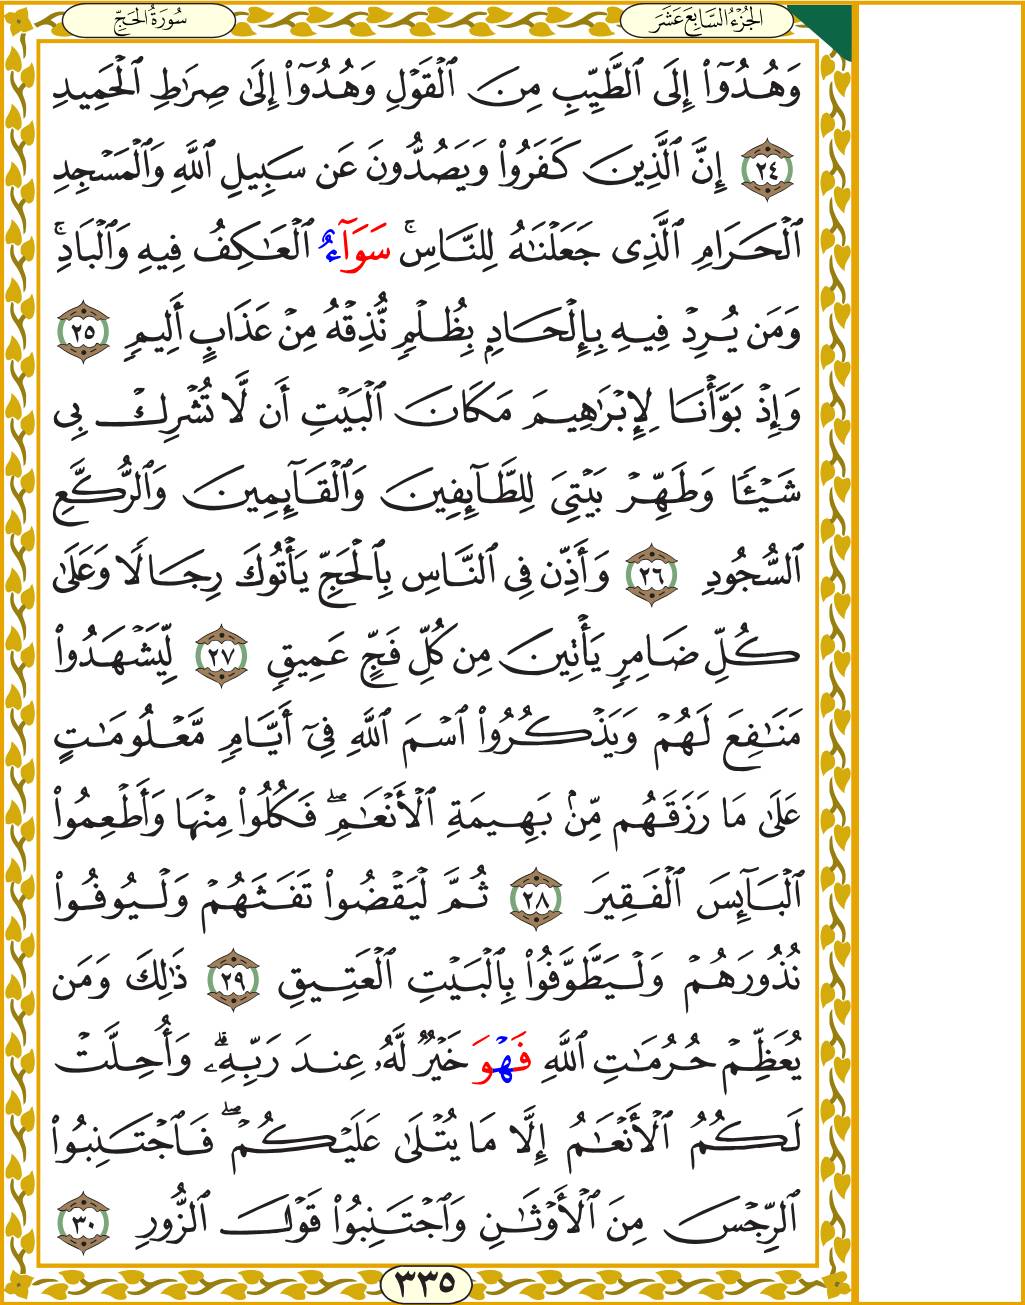 الجُزْءُ السَّابِعَ عَشَرَ
سُورَةُ الحَجِّ
وَهُدُوٓا۟ إِلَى ٱلطَّيِّبِ مِنَ ٱلْقَوْلِ وَهُدُوٓا۟ إِلَىٰ صِرَٰطِ ٱلْحَمِيدِ
٢٤ إِنَّ ٱلَّذِينَ كَفَرُوا۟ وَيَصُدُّونَ عَن سَبِيلِ ٱللَّهِ وَٱلْمَسْجِدِ
ٱلْحَرَامِ ٱلَّذِى جَعَلْنَٰهُ لِلنَّاسِ ۚ سَوَآءٌ ٱلْعَٰكِفُ فِيهِ وَٱلْبَادِ ۚ
وَمَن يُرِدْ فِيهِ بِإِلْحَادٍۭ بِظُلْمٍ نُّذِقْهُ مِنْ عَذَابٍ أَلِيمٍ ٢٥
وَإِذْ بَوَّأْنَا لِإِبْرَٰهِيمَ مَكَانَ ٱلْبَيْتِ أَن لَّا تُشْرِكْ بِى
شَيْـًٔا وَطَهِّرْ بَيْتِىَ لِلطَّآئِفِينَ وَٱلْقَآئِمِينَ وَٱلرُّكَّعِ
ٱلسُّجُودِ ٢٦ وَأَذِّن فِى ٱلنَّاسِ بِٱلْحَجِّ يَأْتُوكَ رِجَالًا وَعَلَىٰ
كُلِّ ضَامِرٍ يَأْتِينَ مِن كُلِّ فَجٍّ عَمِيقٍ ٢٧ لِّيَشْهَدُوا۟
مَنَٰفِعَ لَهُمْ وَيَذْكُرُوا۟ ٱسْمَ ٱللَّهِ فِىٓ أَيَّامٍ مَّعْلُومَٰتٍ
عَلَىٰ مَا رَزَقَهُم مِّنۢ بَهِيمَةِ ٱلْأَنْعَٰمِ ۖ فَكُلُوا۟ مِنْهَا وَأَطْعِمُوا۟
ٱلْبَآئِسَ ٱلْفَقِيرَ ٢٨ ثُمَّ لْيَقْضُوا۟ تَفَثَهُمْ وَلْيُوفُوا۟
نُذُورَهُمْ وَلْيَطَّوَّفُوا۟ بِٱلْبَيْتِ ٱلْعَتِيقِ ٢٩ ذَٰلِكَ وَمَن
يُعَظِّمْ حُرُمَٰتِ ٱللَّهِ فَهْوَ خَيْرٌ لَّهُۥ عِندَ رَبِّهِۦ ۗ وَأُحِلَّتْ
لَكُمُ ٱلْأَنْعَٰمُ إِلَّا مَا يُتْلَىٰ عَلَيْكُمْ ۖ فَٱجْتَنِبُوا۟
ٱلرِّجْسَ مِنَ ٱلْأَوْثَٰنِ وَٱجْتَنِبُوا۟ قَوْلَ ٱلزُّورِ ٣٠
٣٣٥